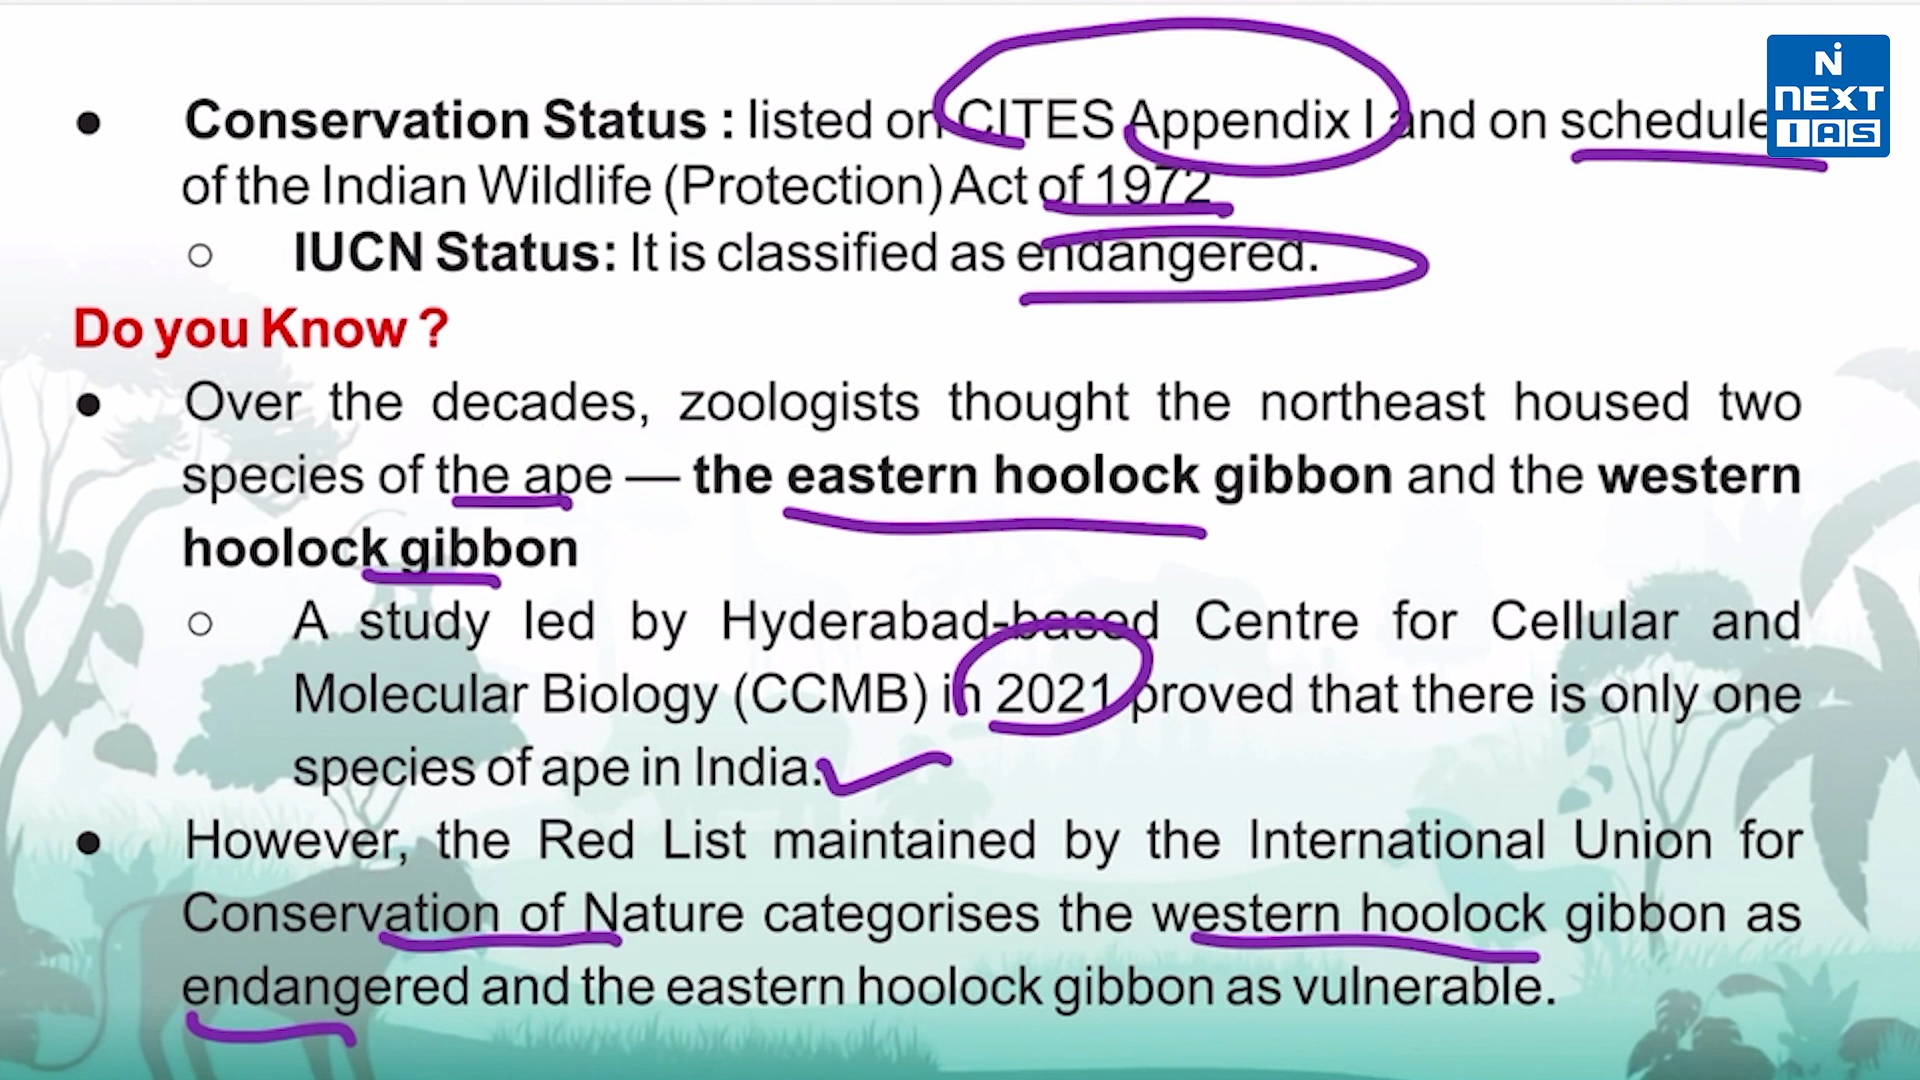 Ni
NEXT
IAS
● Conservation Status : listed on CITES Appendix I and on schedule
of the Indian Wildlife (Protection) Act of 1972
○ IUCN Status: It is classified as endangered.
Do you Know ?
● Over the decades, zoologists thought the northeast housed two
species of the ape — the eastern hoolock gibbon and the western
hoolock gibbon
○ A study led by Hyderabad-based Centre for Cellular and
Molecular Biology (CCMB) in 2021 proved that there is only one
species of ape in India.
● However, the Red List maintained by the International Union for
Conservation of Nature categorises the western hoolock gibbon as
endangered and the eastern hoolock gibbon as vulnerable.